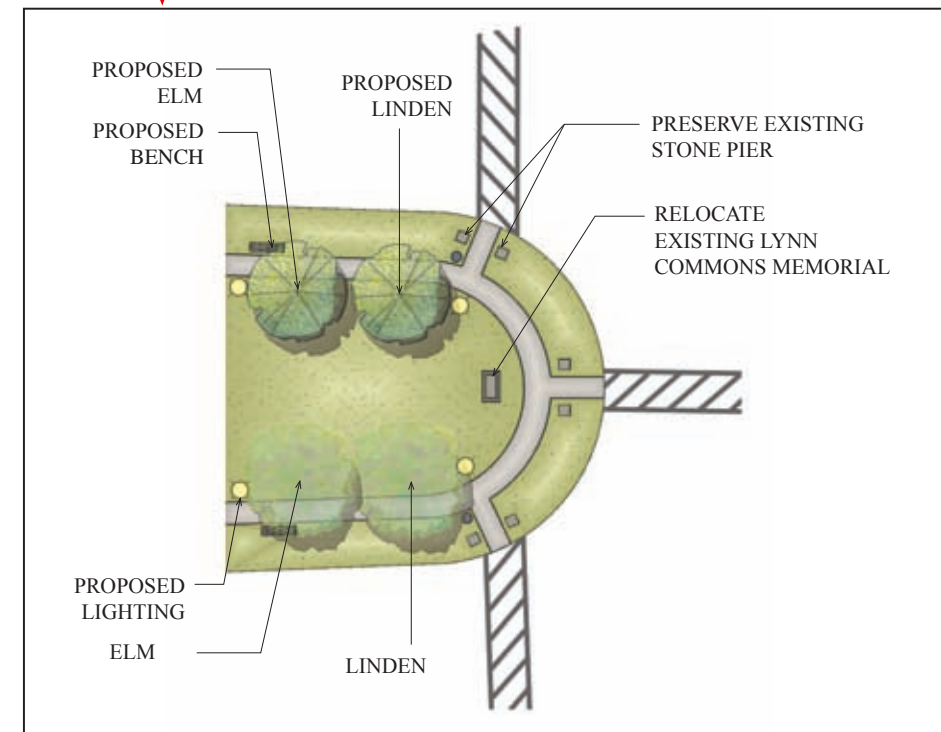 PROPOSED
ELM
PROPOSED
BENCH
PROPOSED
LINDEN
PRESERVE EXISTING
STONE PIER
RELOCATE
EXISTING LYNN
COMMONS MEMORIAL
PROPOSED
LIGHTING
ELM
LINDEN